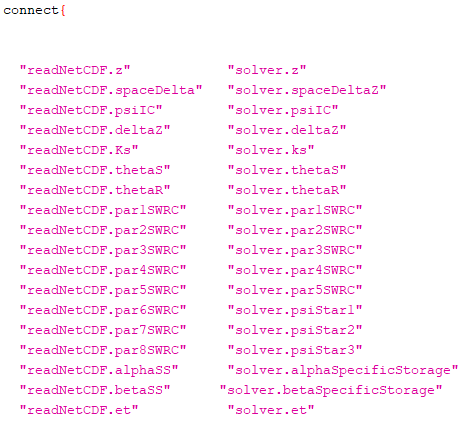 connect{
"readNetCDF.z" "solver.z"
"readNetCDF.spaceDelta" "solver.spaceDeltaZ"
"readNetCDF.psiIC" "solver.psiIC"
"readNetCDF.deltaZ" "solver.deltaZ"
"readNetCDF.Ks" "solver.ks"
"readNetCDF.thetaS" "solver.thetaS"
"readNetCDF.thetaR" "solver.thetaR"
"readNetCDF.par1SWRC" "solver.par1SWRC"
"readNetCDF.par2SWRC" "solver.par2SWRC"
"readNetCDF.par3SWRC" "solver.par3SWRC"
"readNetCDF.par4SWRC" "solver.par4SWRC"
"readNetCDF.par5SWRC" "solver.par5SWRC"
"readNetCDF.par6SWRC" "solver.psiStar1"
"readNetCDF.par7SWRC" "solver.psiStar2"
"readNetCDF.par8SWRC" "solver.psiStar3"
"readNetCDF.alphaSS" "solver.alphaSpecificStorage"
"readNetCDF.betaSS" "solver.betaSpecificStorage"
"readNetCDF.et" "solver.et"